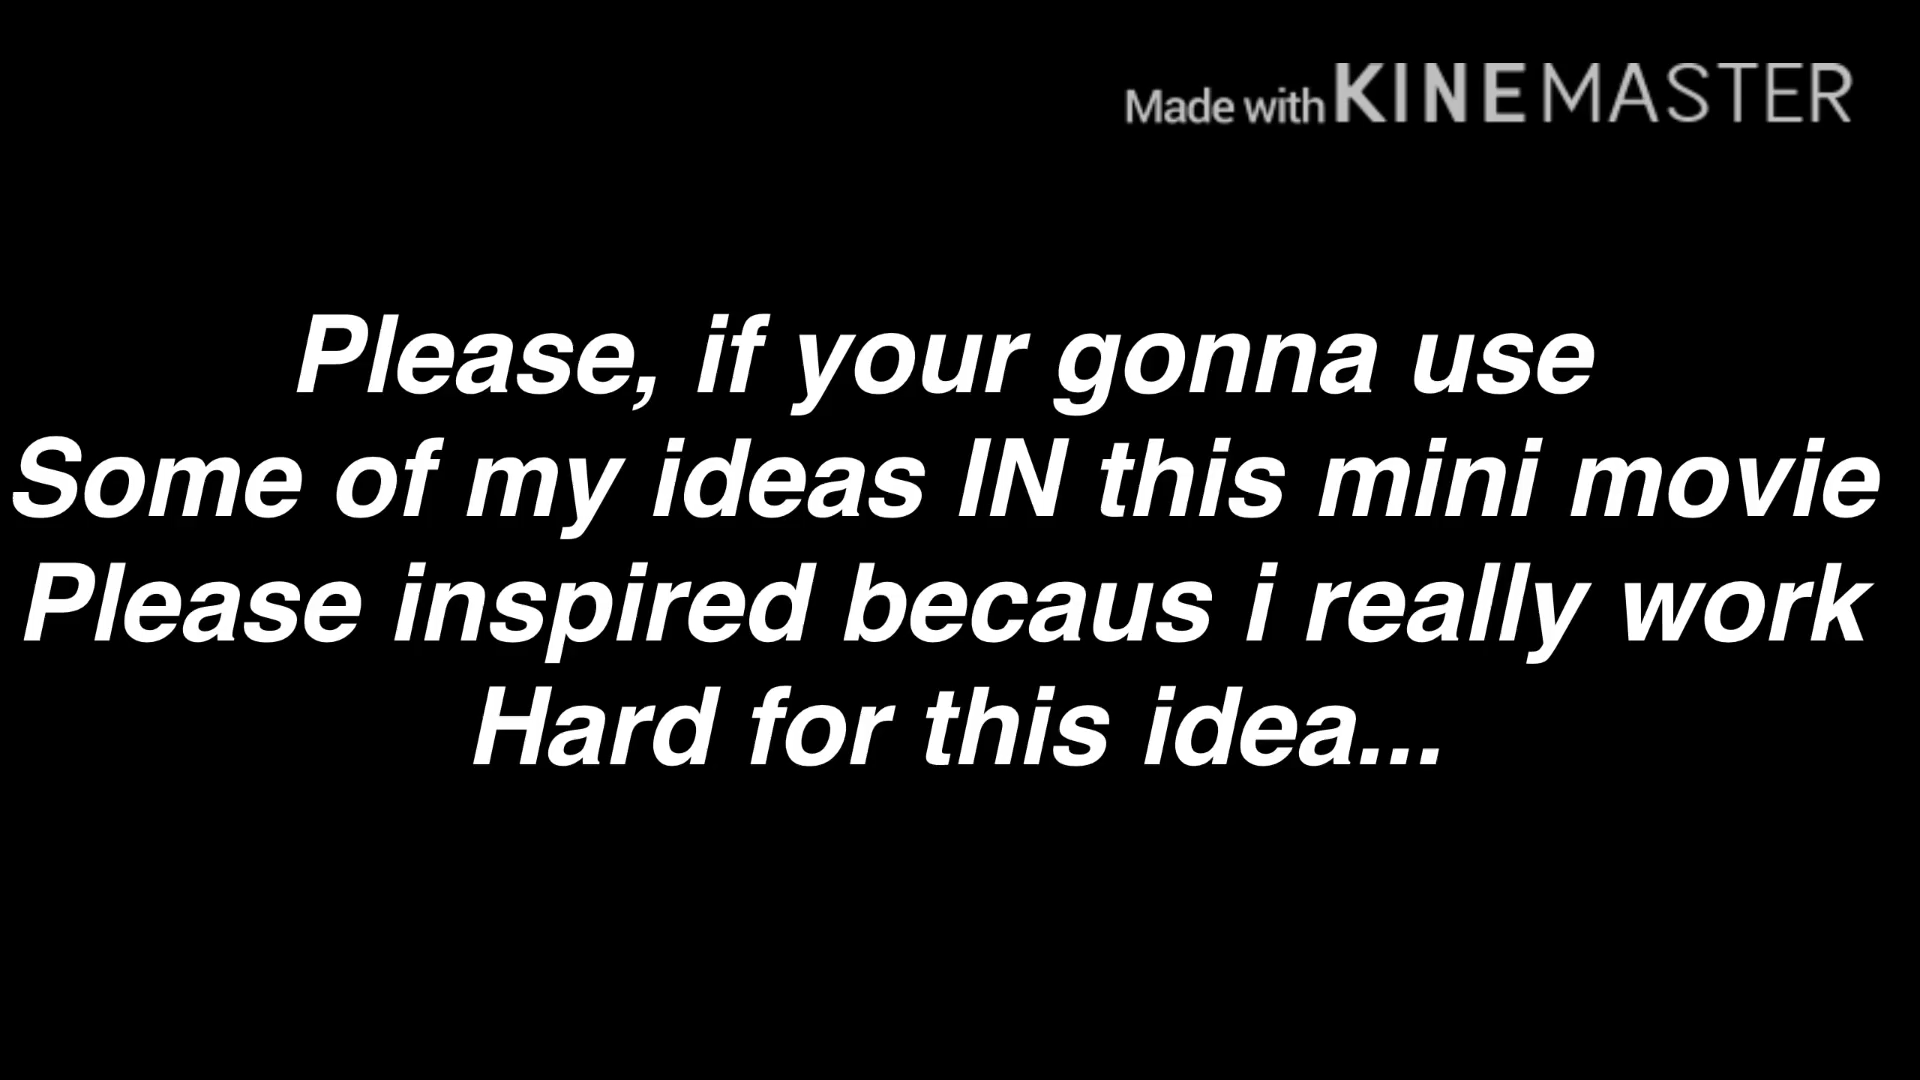 Made with KINEMASTER
Please, if your gonna use
Some of my ideas IN this mini movie
Please inspired becaus i really work
Hard for this idea...